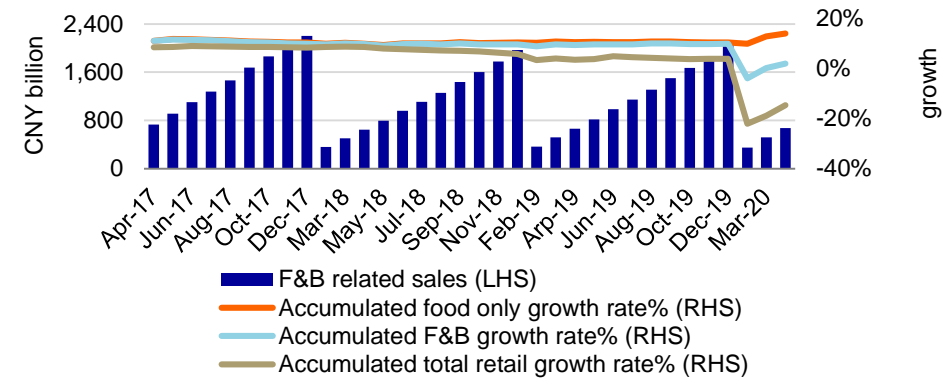 CNY billion
2,400
1,600
800
0
20%
0%
-20%
-40%
growth
Apr-17
Jun-17
Aug-17
Oct-17
Dec-17
Mar-18
May-18
Jul-18
Sep-18
Nov-18
Feb-19
Arp-19
Jun-19
Aug-19
Oct-19
Dec-19
Mar-20
F&B related sales (LHS)
Accumulated food only growth rate% (RHS)
Accumulated F&B growth rate% (RHS)
Accumulated total retail growth rate% (RHS)